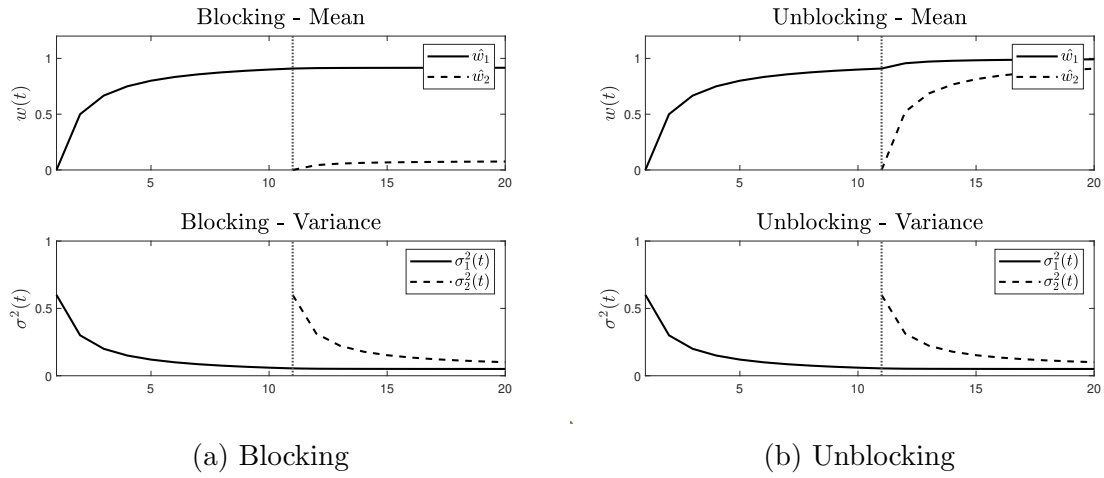 Blocking - Mean
w(t)
1
0.5
0
ŵ₁
ŵ₂
5
10
15
20
Blocking - Variance
σ²(t)
1
0.5
0
σ₁²(t)
σ₂²(t)
5
10
15
20
(a) Blocking
Unblocking - Mean
w(t)
1
0.5
0
ŵ₁
ŵ₂
5
10
15
20
Unblocking - Variance
σ²(t)
1
0.5
0
σ₁²(t)
σ₂²(t)
5
10
15
20
(b) Unblocking